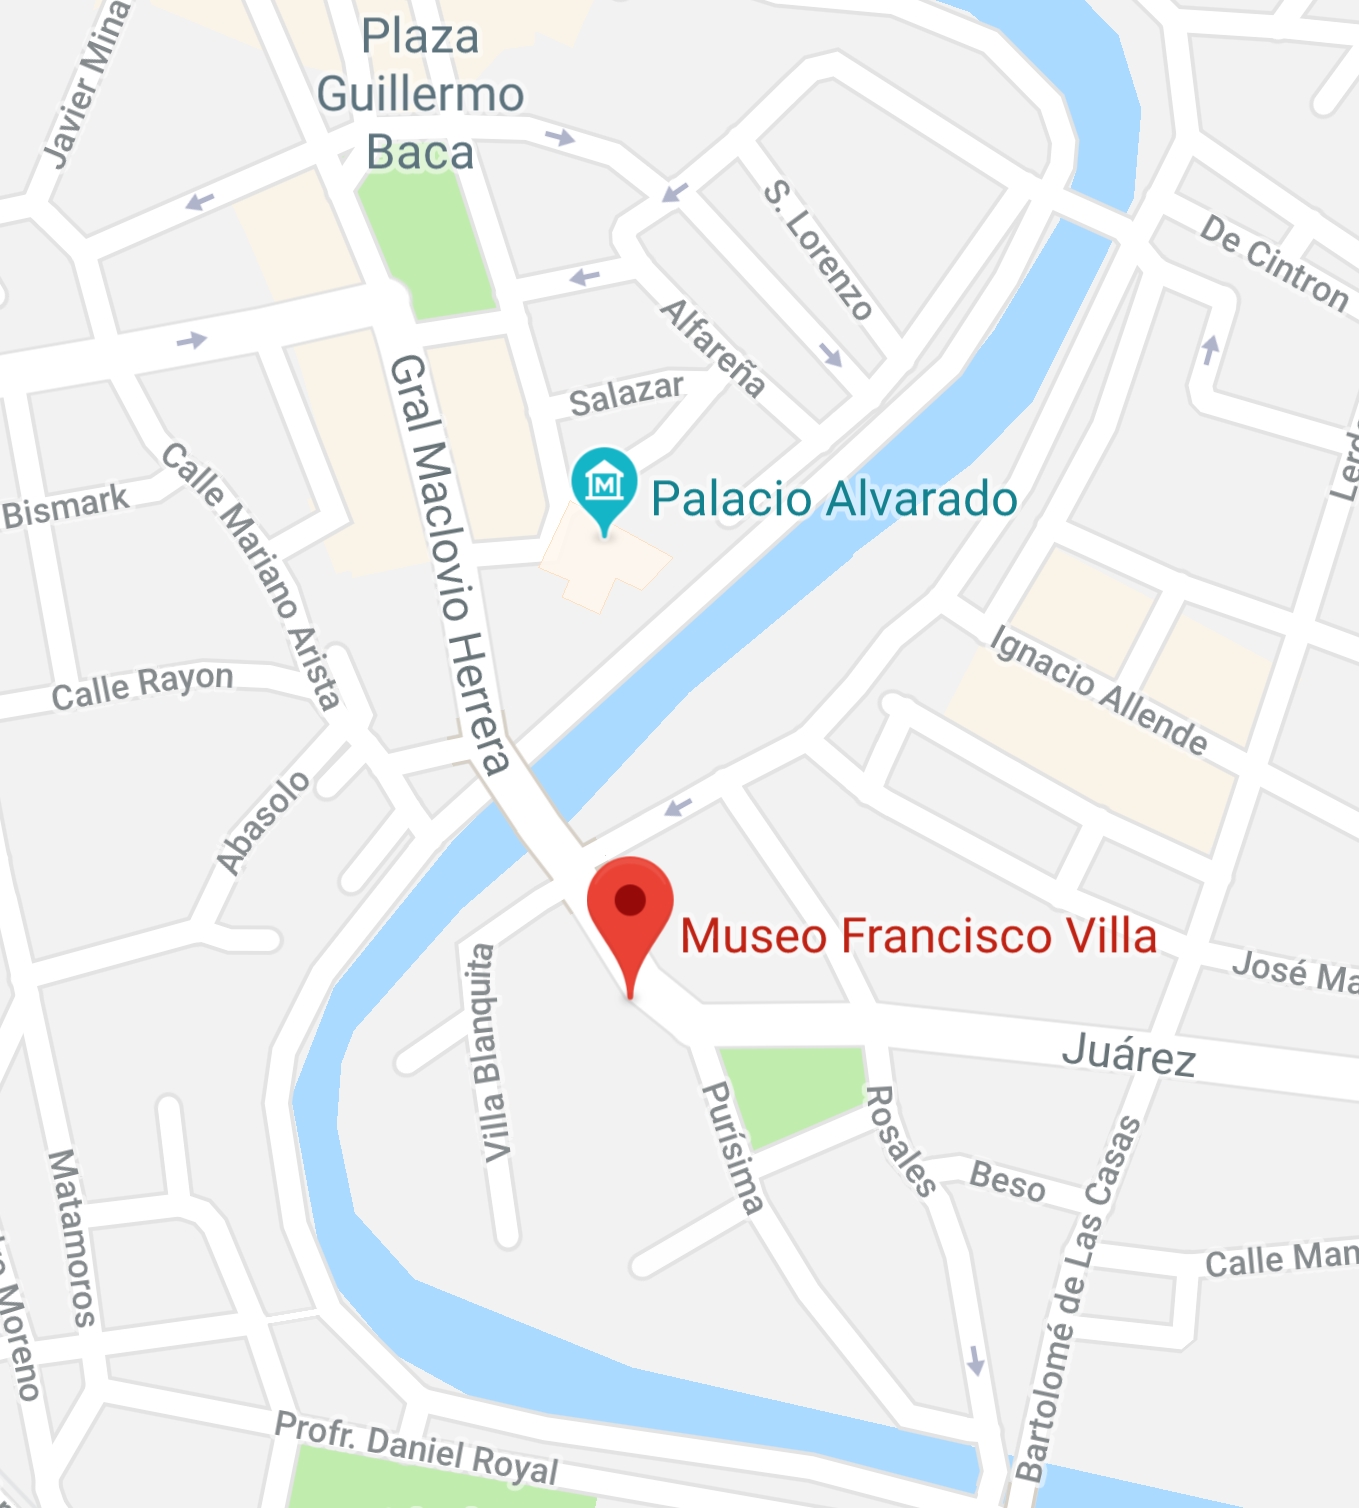 Javier Mina
Plaza
Guillermo
Baca
S. Lorenzo
De Cintron
Alfareña
Salazar
Gral Maclovio Herrera
Calle Mariano Arista
Bismark
Palacio Alvarado
Ignacio Allende
Calle Rayon
Abasolo
Museo Francisco Villa
José Ma
Villa Blanquita
Juárez
Purísima
Rosales
Beso
Bartolomé de Las Casas
Calle Man
Matamoros
Moreno
Profr. Daniel Royal